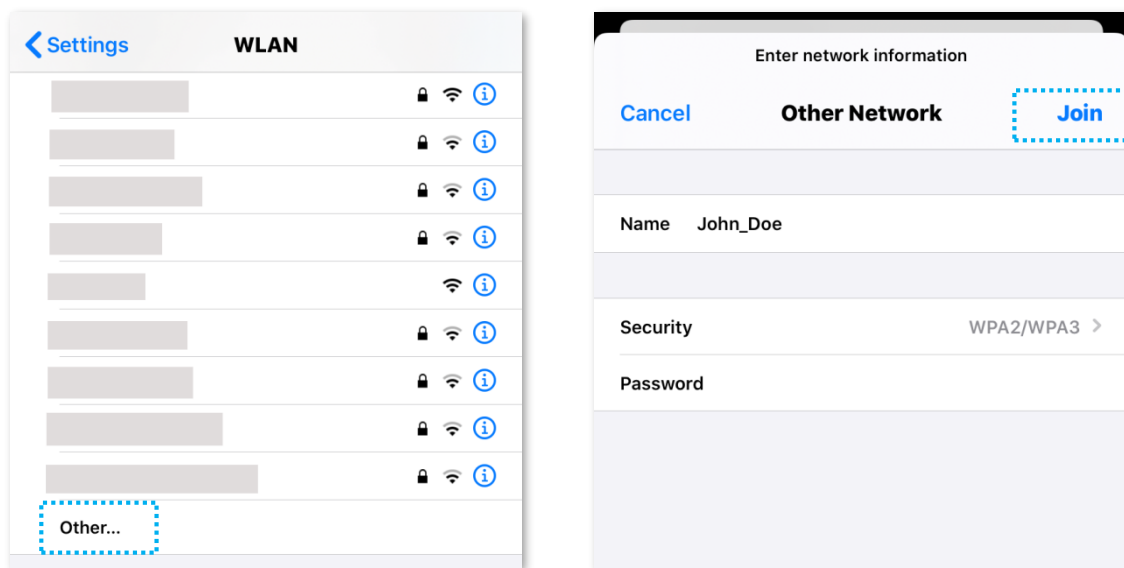 Settings WLAN
Other...
Enter network information
Cancel Other Network Join
Name John_Doe
Security WPA2/WPA3
Password